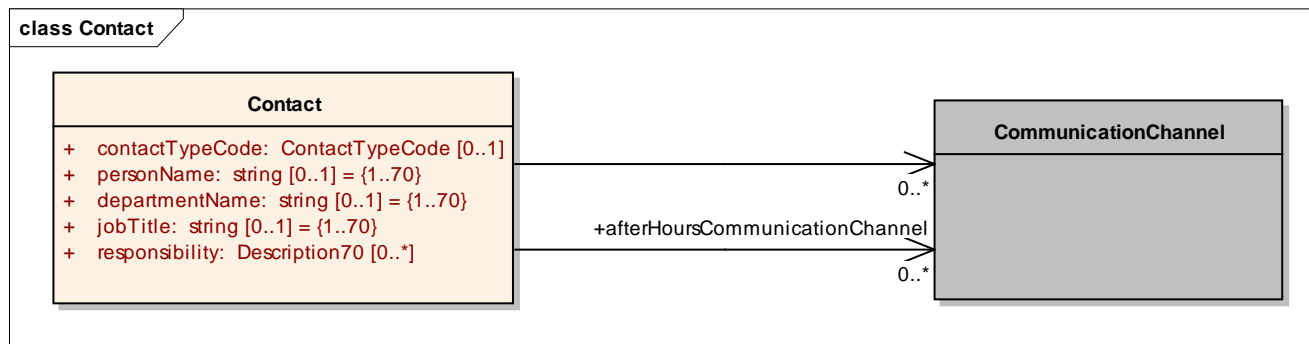 class Contact
Contact
+ contactTypeCode: ContactTypeCode [0..1]
+ personName: string [0..1] = {1..70}
+ departmentName: string [0..1] = {1..70}
+ jobTitle: string [0..1] = {1..70}
+ responsibility: Description70 [0..*]
CommunicationChannel
0..*
+afterHoursCommunicationChannel
0..*